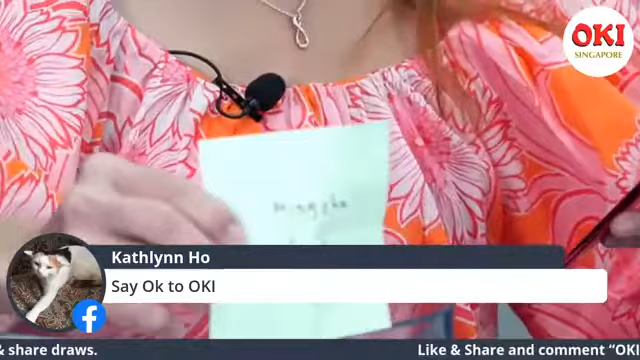 OKI
SINGAPORE
Kathlynn Ho
Say Ok to OKI
& share draws.
Like & Share and comment “OKI